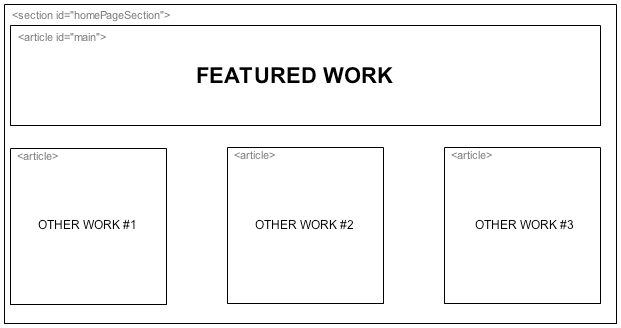 <section id="homePageSection">
<article id="main">
FEATURED WORK
<article>
<article>
<article>
OTHER WORK #1
OTHER WORK #2
OTHER WORK #3